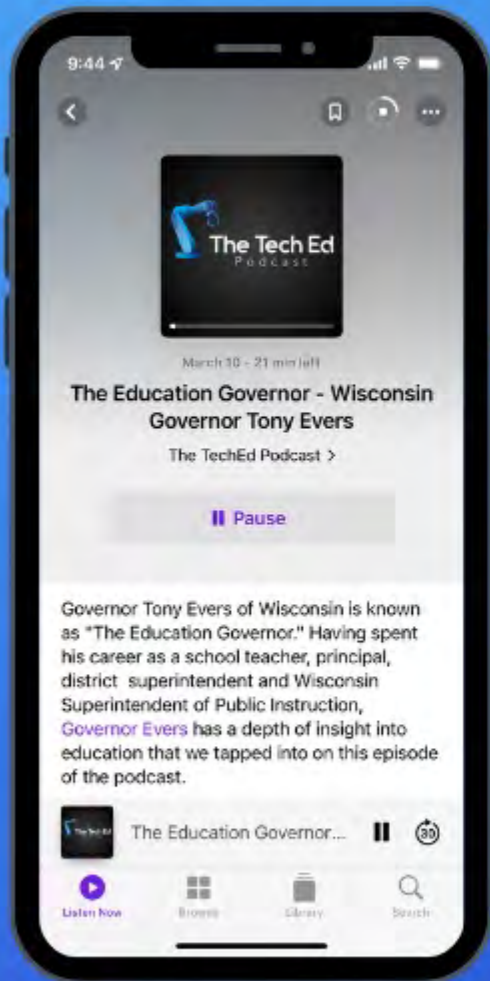 9:44
The Tech Ed
Podcast
March 10 - 21 min left
The Education Governor - Wisconsin
Governor Tony Evers
The TechEd Podcast >
Pause
Governor Tony Evers of Wisconsin is known
as "The Education Governor." Having spent
his career as a school teacher, principal,
district superintendent and Wisconsin
Superintendent of Public Instruction,
Governor Evers has a depth of insight into
education that we tapped into on this episode
of the podcast.
The Tech Ed
The Education Governor...
30
Listen Now
Browse
Library
Search